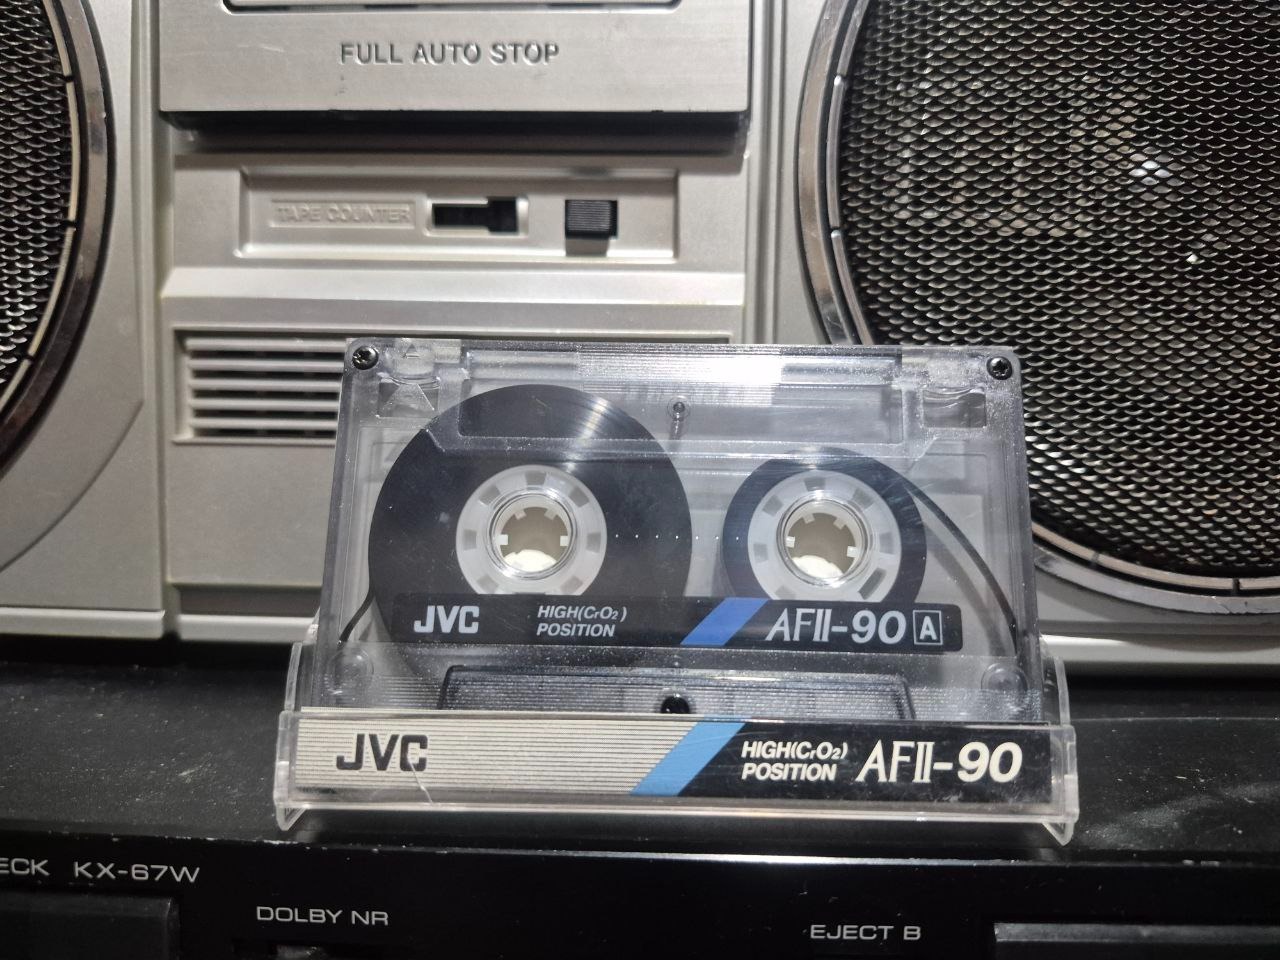 FULL AUTO STOP
TAPE COUNTER
JVC
HIGH(CrO2)
POSITION
AFII-90 A
JVC
HIGH(CrO2)
POSITION
AFII-90
ECK KX-67W
DOLBY NR
EJECT B